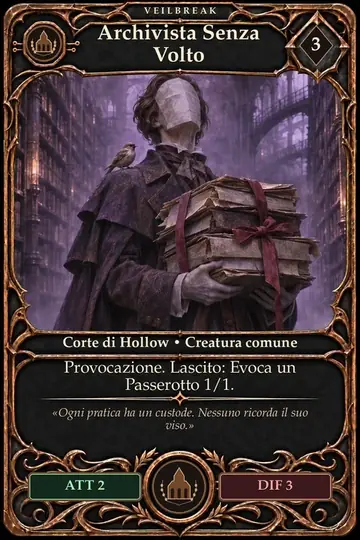 VEILBREAK
Archivista Senza
Volto
3
Corte di Hollow • Creatura comune
Provocazione. Lascito: Evoca un
Passerotto 1/1.
«Ogni pratica ha un custode. Nessuno ricorda il suo
viso.»
ATT 2
DIF 3